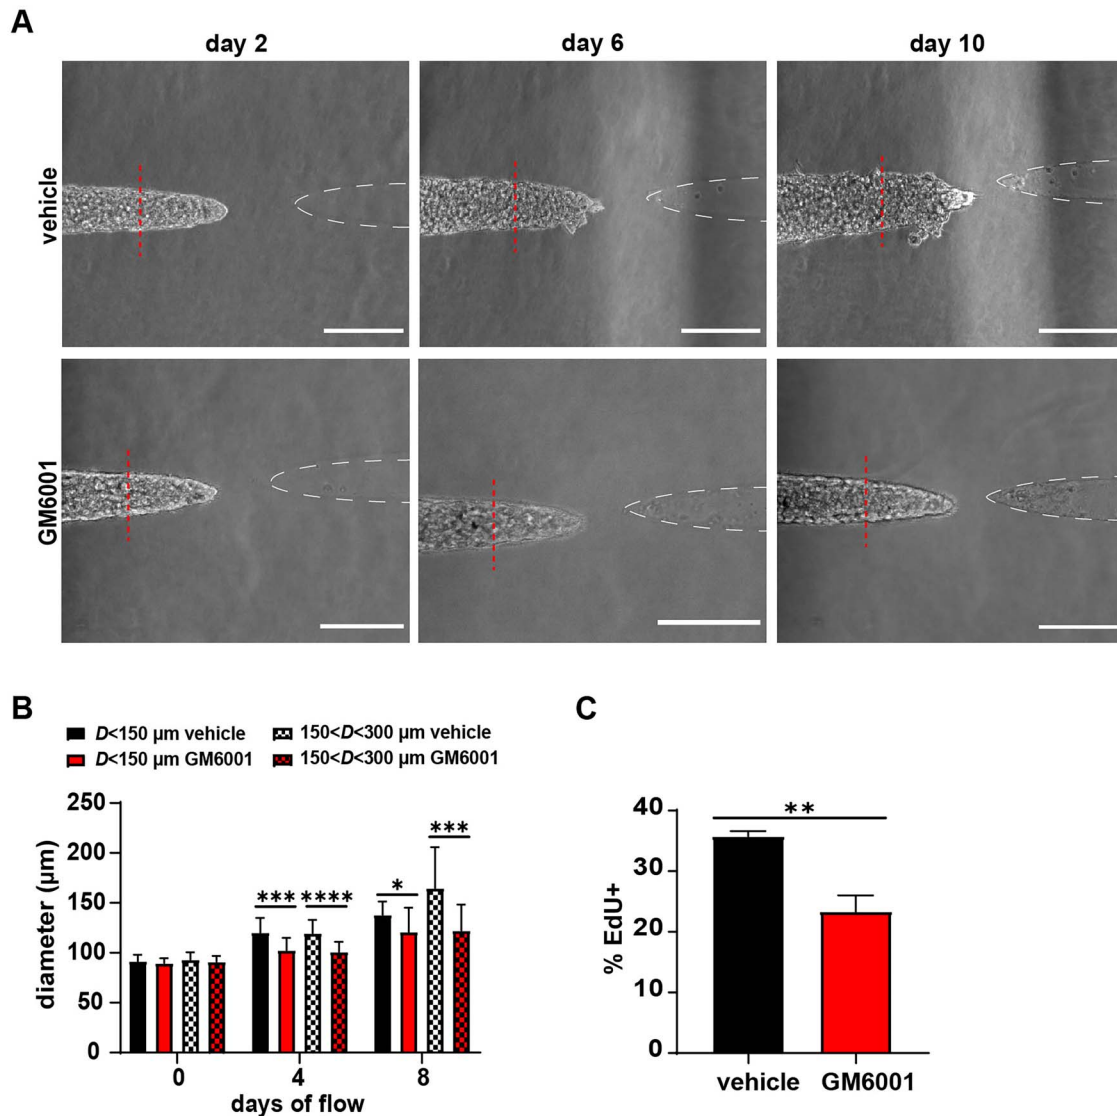 A
day 2 day 6 day 10
vehicle
GM6001
B
D<150 µm vehicle 150<D<300 µm vehicle
D<150 µm GM6001 150<D<300 µm GM6001
diameter (µm)
250
200
150
100
50
0
*** **** * ***
0 4 8
days of flow
C
% EdU+
40
30
20
10
0
**
vehicle GM6001